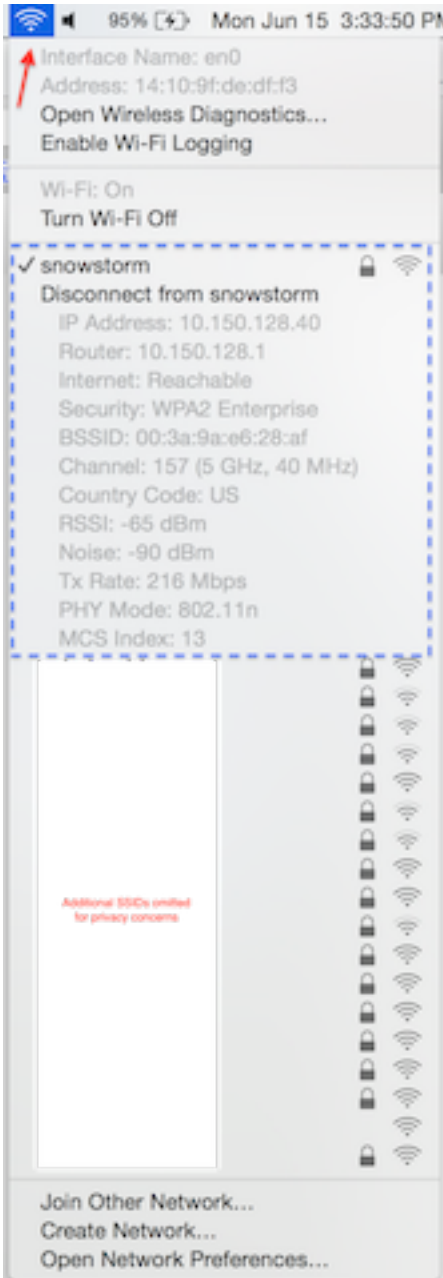 95% Mon Jun 15 3:33:50 PM
Interface Name: en0
Address: 14:10:9f:de:df:f3
Open Wireless Diagnostics...
Enable Wi-Fi Logging
Wi-Fi: On
Turn Wi-Fi Off
✓ snowstorm
Disconnect from snowstorm
IP Address: 10.150.128.40
Router: 10.150.128.1
Internet: Reachable
Security: WPA2 Enterprise
BSSID: 00:3a:9a:e6:28:af
Channel: 157 (5 GHz, 40 MHz)
Country Code: US
RSSI: -65 dBm
Noise: -90 dBm
Tx Rate: 216 Mbps
PHY Mode: 802.11n
MCS Index: 13
Additional SSIDs omitted
for privacy concerns
Join Other Network...
Create Network...
Open Network Preferences...